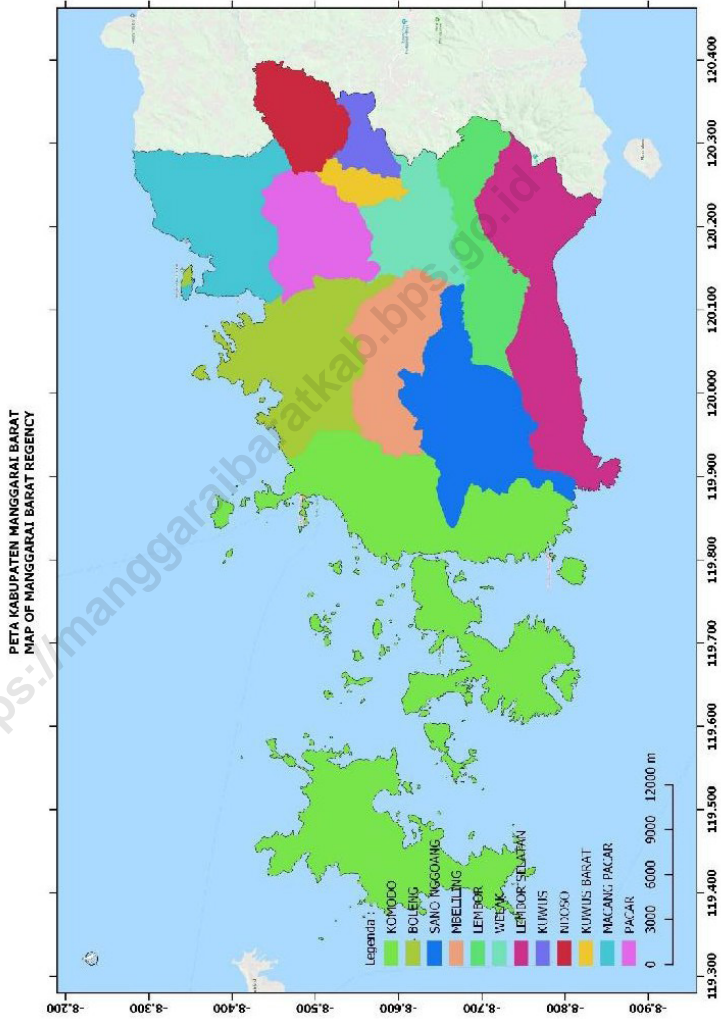 PETA KABUPATEN MANGGARAI BARAT
MAP OF MANGGARAI BARAT REGENCY
-8.200
-8.300
-8.400
-8.500
-8.600
-8.700
-8.800
-8.900
119.300
119.400
119.500
119.600
119.700
119.800
119.900
120.000
120.100
120.200
120.300
120.400
Legenda :
KOMODO
BOLENG
SANO NGGOANG
MBELILING
LEMBOR
WELAK
LEMBOR SELATAN
KUWUS
NDOSO
KUWUS BARAT
MACANG PACAR
PACAR
0 3000 6000 9000 12000 m
ps://manggaraibaratkab.bps.go.id